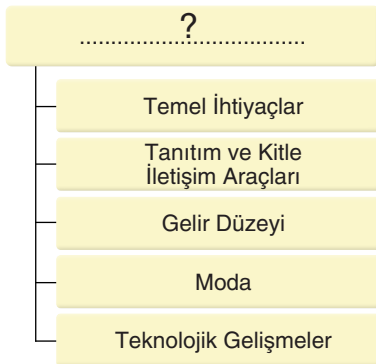 ?
....................................
Temel İhtiyaçlar
Tanıtım ve Kitle
İletişim Araçları
Gelir Düzeyi
Moda
Teknolojik Gelişmeler